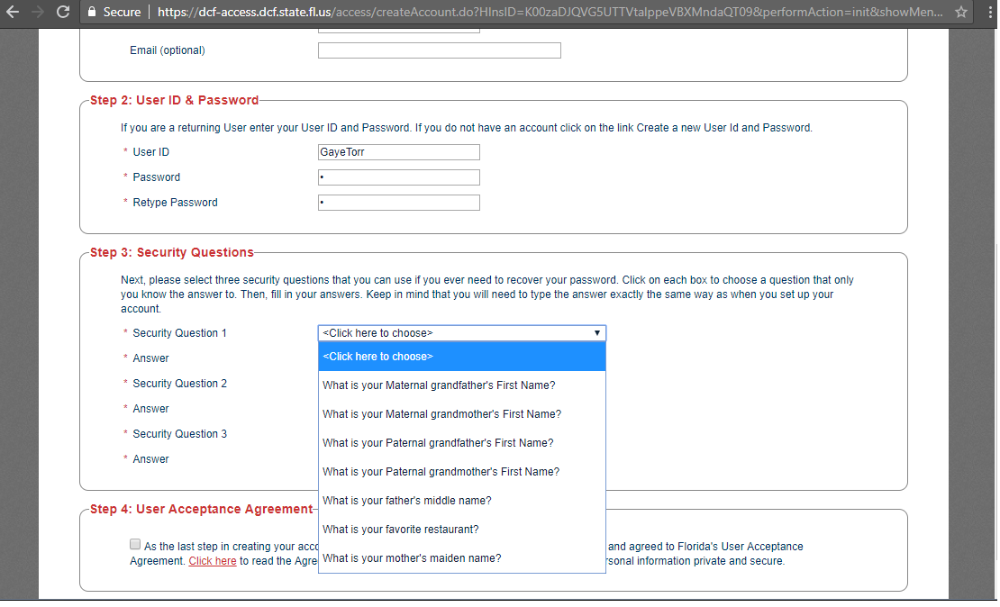 Secure | https://dcf-access.dcf.state.fl.us/access/createAccount.do?HInsID=K00zaDJQVG5UTTVtalppeVBXMndaQT09&performAction=init&showMen...
Email (optional)
Step 2: User ID & Password
If you are a returning User enter your User ID and Password. If you do not have an account click on the link Create a new User Id and Password.
* User ID GayeTorr
* Password •
* Retype Password •
Step 3: Security Questions
Next, please select three security questions that you can use if you ever need to recover your password. Click on each box to choose a question that only
you know the answer to. Then, fill in your answers. Keep in mind that you will need to type the answer exactly the same way as when you set up your
account.
* Security Question 1 <Click here to choose>
* Answer <Click here to choose>
* Security Question 2 What is your Maternal grandfather's First Name?
* Answer What is your Maternal grandmother's First Name?
* Security Question 3 What is your Paternal grandfather's First Name?
* Answer What is your Paternal grandmother's First Name?
What is your father's middle name?
Step 4: User Acceptance Agreement
What is your favorite restaurant?
As the last step in creating your acco and agreed to Florida's User Acceptance
What is your mother's maiden name?
Agreement. Click here to read the Agre rsonal information private and secure.